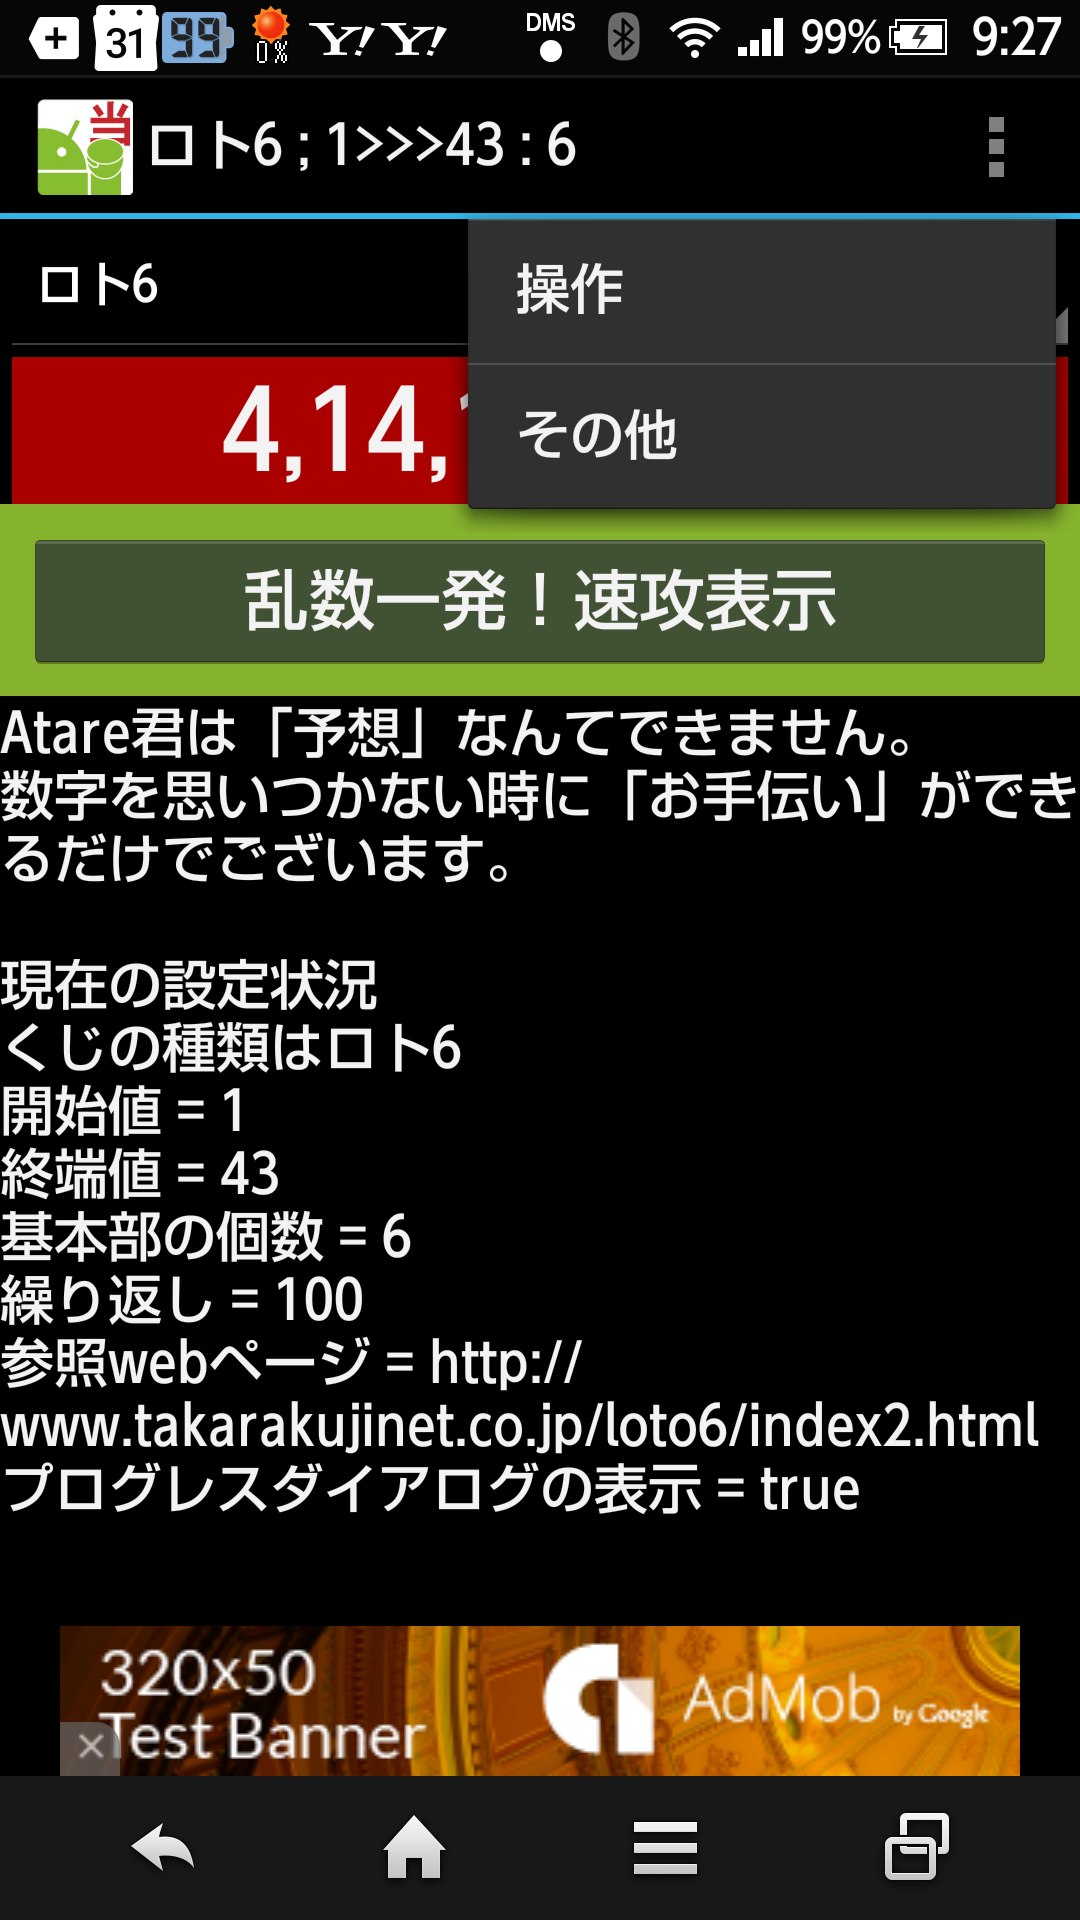 31
99
0%
Y! Y!
DMS
99%
9:27
当
ロト6 ; 1>>>43 : 6
ロト6
操作
その他
4,14,
乱数一発！速攻表示
Atare君は「予想」なんてできません。
数字を思いつかない時に「お手伝い」ができ
るだけでございます。
現在の設定状況
くじの種類はロト6
開始値 = 1
終端値 = 43
基本部の個数 = 6
繰り返し = 100
参照webページ = http://
www.takarakujinet.co.jp/loto6/index2.html
プログレスダイアログの表示 = true
320x50
Test Banner
AdMob by Google